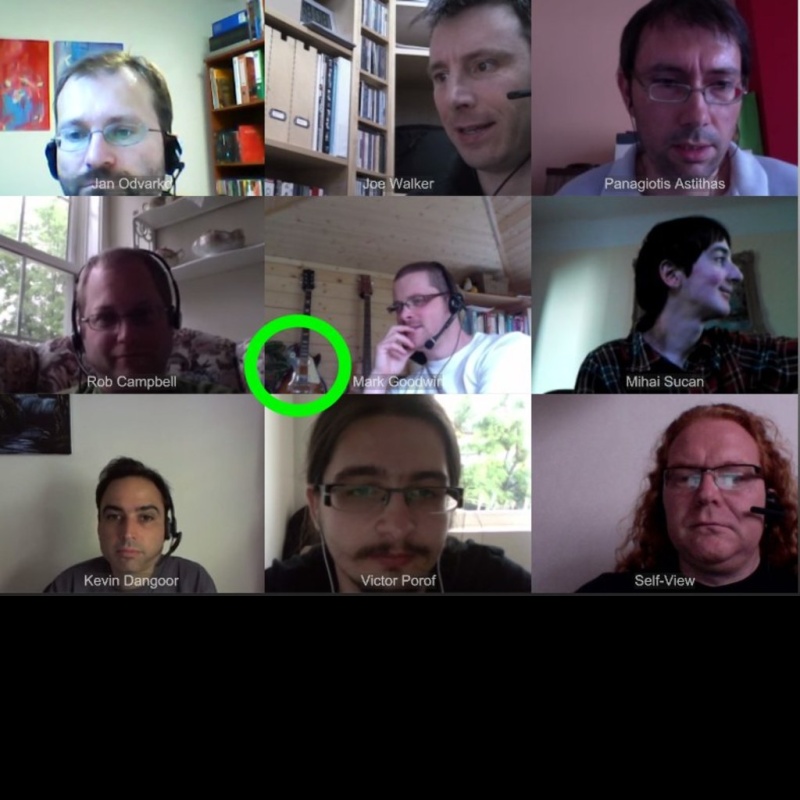 Jan Odvarko
Joe Walker
Panagiotis Astithas
Rob Campbell
Mark Goodwin
Mihai Sucan
Kevin Dangoor
Victor Porof
Self-View